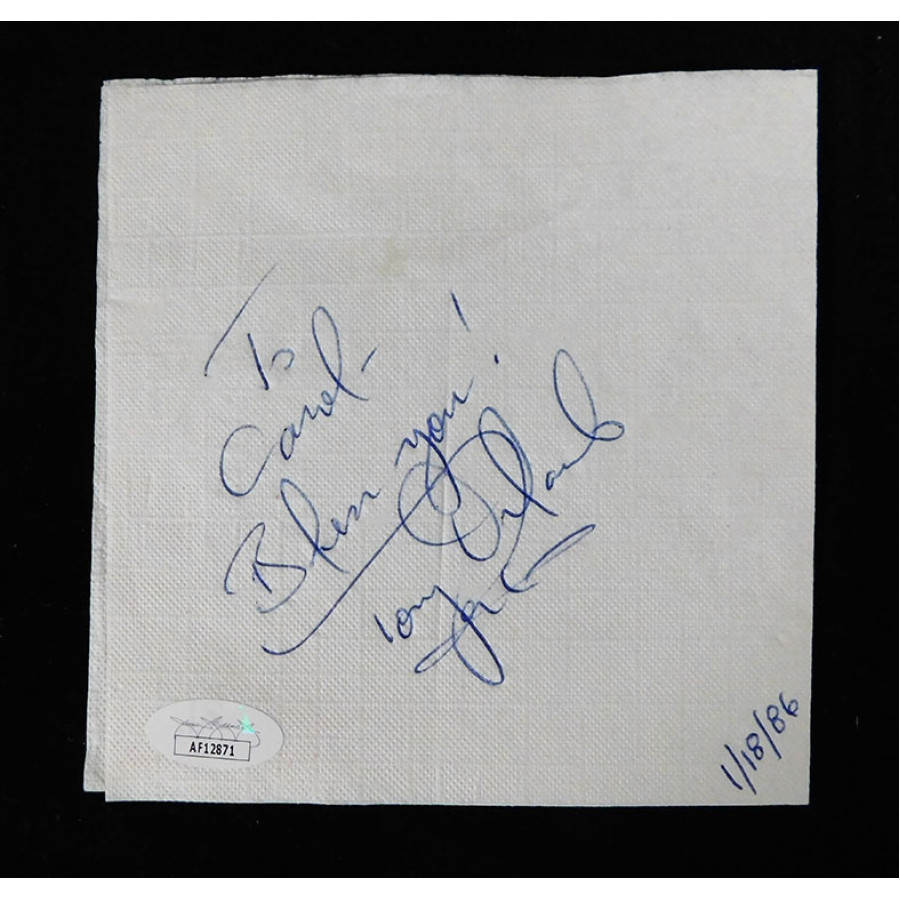 To
Carol-
Bless you!
Tony Orlando
AF12871
1/18/86